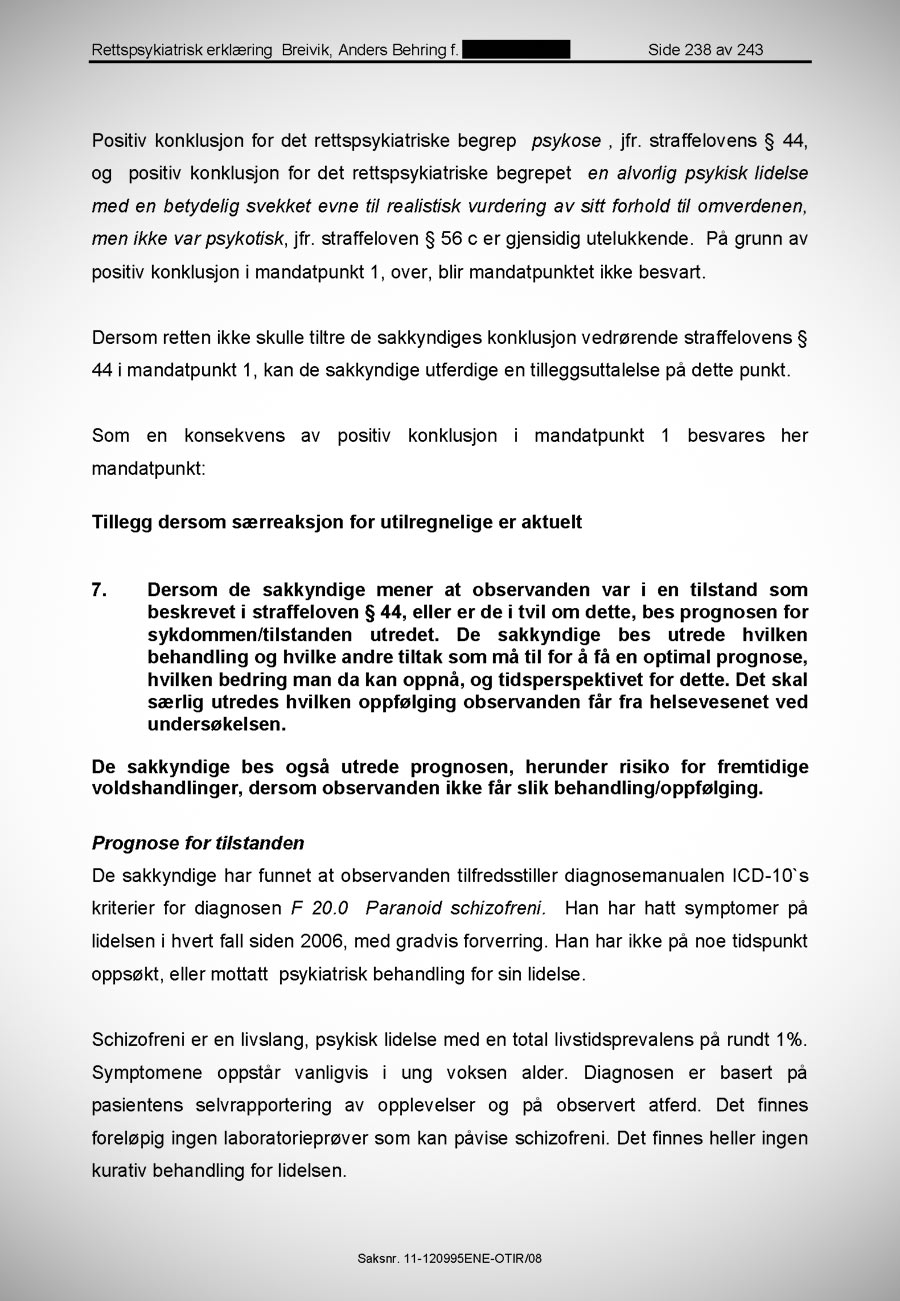 Rettspsykiatrisk erklæring Breivik, Anders Behring f. Side 238 av 243
Positiv konklusjon for det rettspsykiatriske begrep psykose , jfr. straffelovens § 44,
og positiv konklusjon for det rettspsykiatriske begrepet en alvorlig psykisk lidelse
med en betydelig svekket evne til realistisk vurdering av sitt forhold til omverdenen,
men ikke var psykotisk, jfr. straffeloven § 56 c er gjensidig utelukkende. På grunn av
positiv konklusjon i mandatpunkt 1, over, blir mandatpunktet ikke besvart.
Dersom retten ikke skulle tiltre de sakkyndiges konklusjon vedrørende straffelovens §
44 i mandatpunkt 1, kan de sakkyndige utferdige en tilleggsuttalelse på dette punkt.
Som en konsekvens av positiv konklusjon i mandatpunkt 1 besvares her
mandatpunkt:
Tillegg dersom særreaksjon for utilregnelige er aktuelt
7. Dersom de sakkyndige mener at observanden var i en tilstand som
beskrevet i straffeloven § 44, eller er de i tvil om dette, bes prognosen for
sykdommen/tilstanden utredet. De sakkyndige bes utrede hvilken
behandling og hvilke andre tiltak som må til for å få en optimal prognose,
hvilken bedring man da kan oppnå, og tidsperspektivet for dette. Det skal
særlig utredes hvilken oppfølging observanden får fra helsevesenet ved
undersøkelsen.
De sakkyndige bes også utrede prognosen, herunder risiko for fremtidige
voldshandlinger, dersom observanden ikke får slik behandling/oppfølging.
Prognose for tilstanden
De sakkyndige har funnet at observanden tilfredsstiller diagnosemanualen ICD-10`s
kriterier for diagnosen F 20.0 Paranoid schizofreni. Han har hatt symptomer på
lidelsen i hvert fall siden 2006, med gradvis forverring. Han har ikke på noe tidspunkt
oppsøkt, eller mottatt psykiatrisk behandling for sin lidelse.
Schizofreni er en livslang, psykisk lidelse med en total livstidsprevalens på rundt 1%.
Symptomene oppstår vanligvis i ung voksen alder. Diagnosen er basert på
pasientens selvrapportering av opplevelser og på observert atferd. Det finnes
foreløpig ingen laboratorieprøver som kan påvise schizofreni. Det finnes heller ingen
kurativ behandling for lidelsen.
Saksnr. 11-120995ENE-OTIR/08